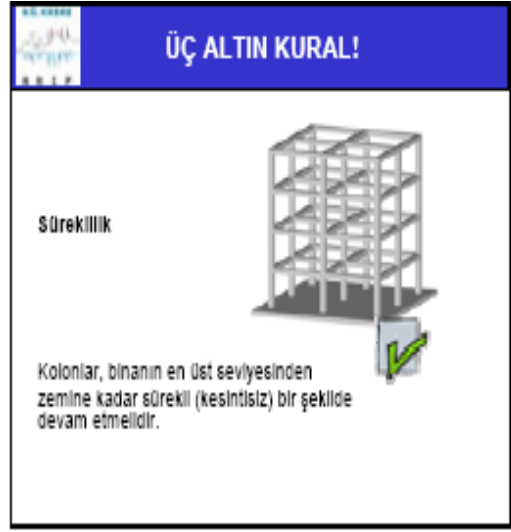 ÜÇ ALTIN KURAL!
Süreklilik
Kolonlar, binanın en üst seviyesinden
zemine kadar sürekli (kesintisiz) bir şekilde
devam etmelidir.